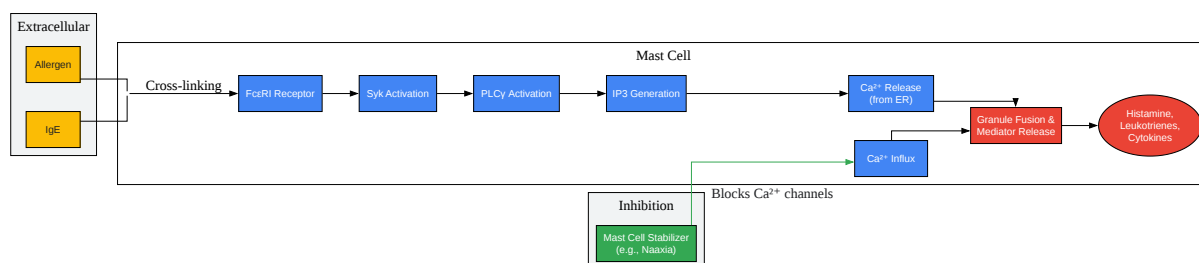 Extracellular
Allergen
IgE
Cross-linking
Mast Cell
FcεRI Receptor
Syk Activation
PLCγ Activation
IP3 Generation
Ca²⁺ Release
(from ER)
Ca²⁺ Influx
Granule Fusion &
Mediator Release
Histamine,
Leukotrienes,
Cytokines
Blocks Ca²⁺ channels
Inhibition
Mast Cell Stabilizer
(e.g., Naaxia)